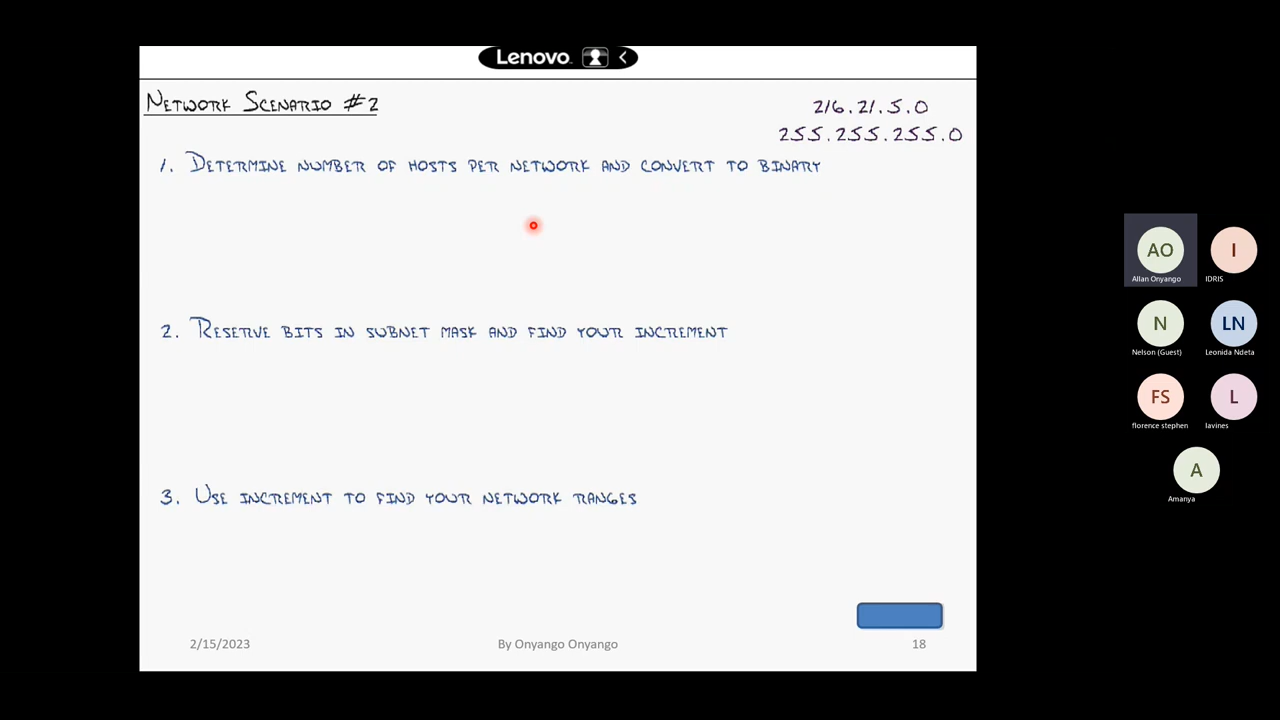 Lenovo
NETWORK SCENARIO #2
216.21.5.0
255.255.255.0
1. DETERMINE NUMBER OF HOSTS PER NETWORK AND CONVERT TO BINARY
2. RESERVE BITS IN SUBNET MASK AND FIND YOUR INCREMENT
3. USE INCREMENT TO FIND YOUR NETWORK RANGES
2/15/2023 By Onyango Onyango 18
AO I
Allan Onyango IDRIS
N LN
Nelson (Guest) Leonida Ndeta
FS L
florence stephen lavines
A
Amanya